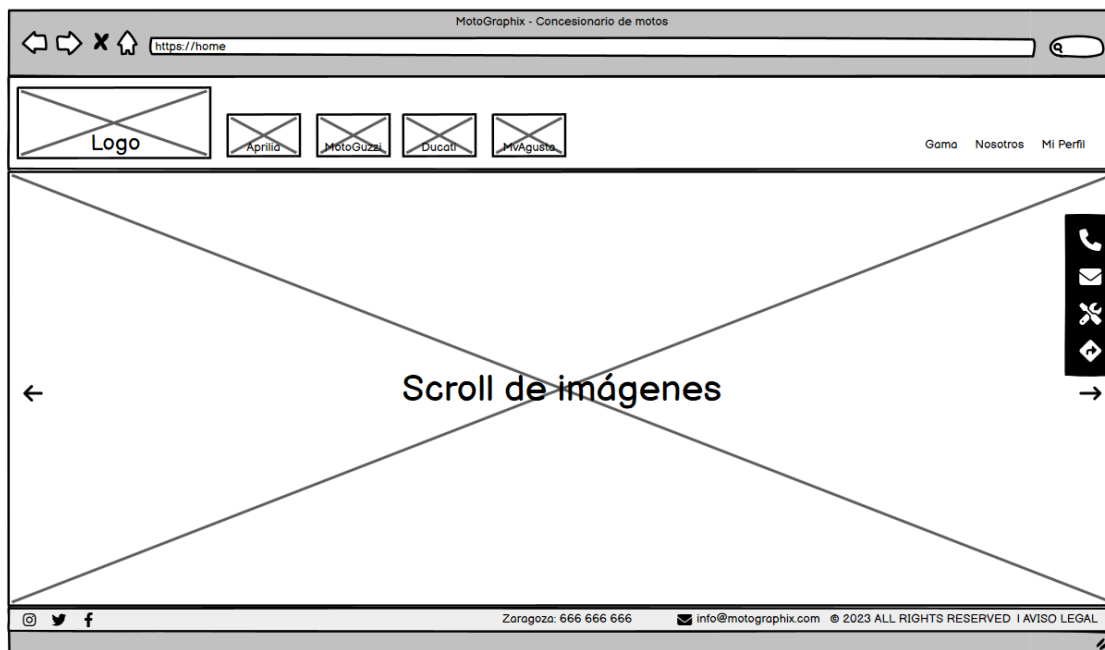 MotoGraphix - Concesionario de motos
https://home
Logo
Aprilia
MotoGuzzi
Ducati
MvAgusta
Gama Nosotros Mi Perfil
Scroll de imágenes
Zaragoza: 666 666 666 info@motographix.com © 2023 ALL RIGHTS RESERVED | AVISO LEGAL